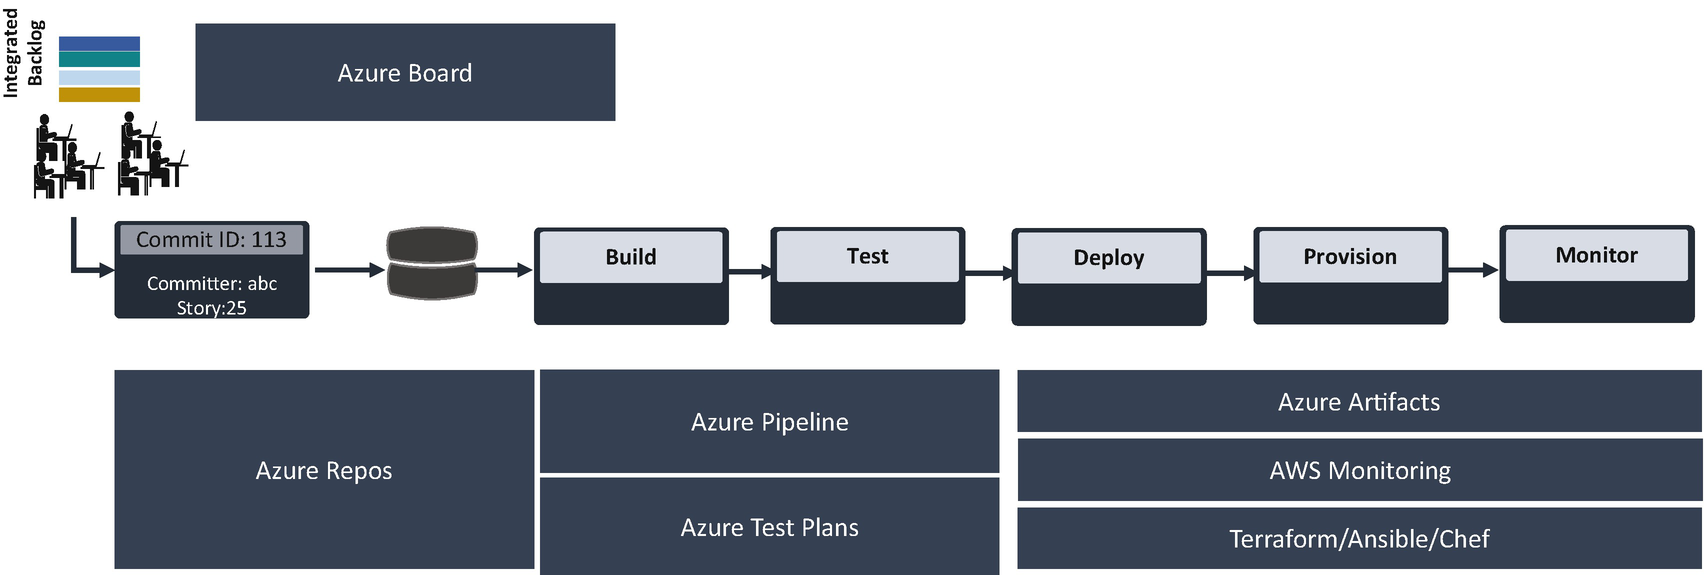 Integrated
Backlog
Azure Board
Commit ID: 113
Committer: abc
Story:25
Build
Test
Deploy
Provision
Monitor
Azure Repos
Azure Pipeline
Azure Test Plans
Azure Artifacts
AWS Monitoring
Terraform/Ansible/Chef